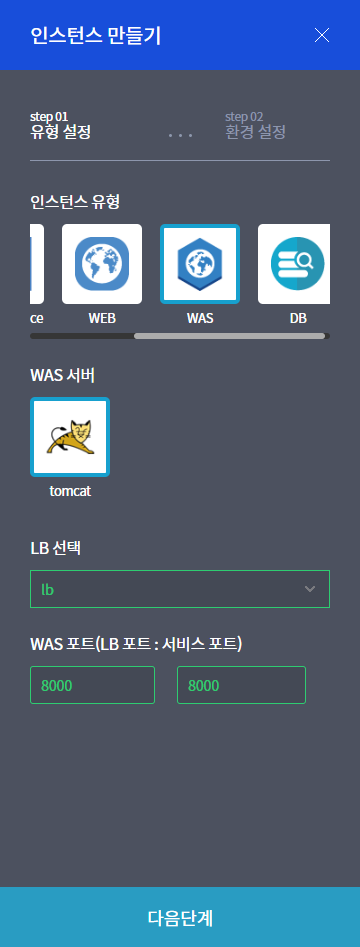 인스턴스 만들기
step 01
유형 설정
...
step 02
환경 설정
인스턴스 유형
ce
WEB
WAS
DB
WAS 서버
tomcat
LB 선택
lb
WAS 포트(LB 포트 : 서비스 포트)
8000
8000
다음단계